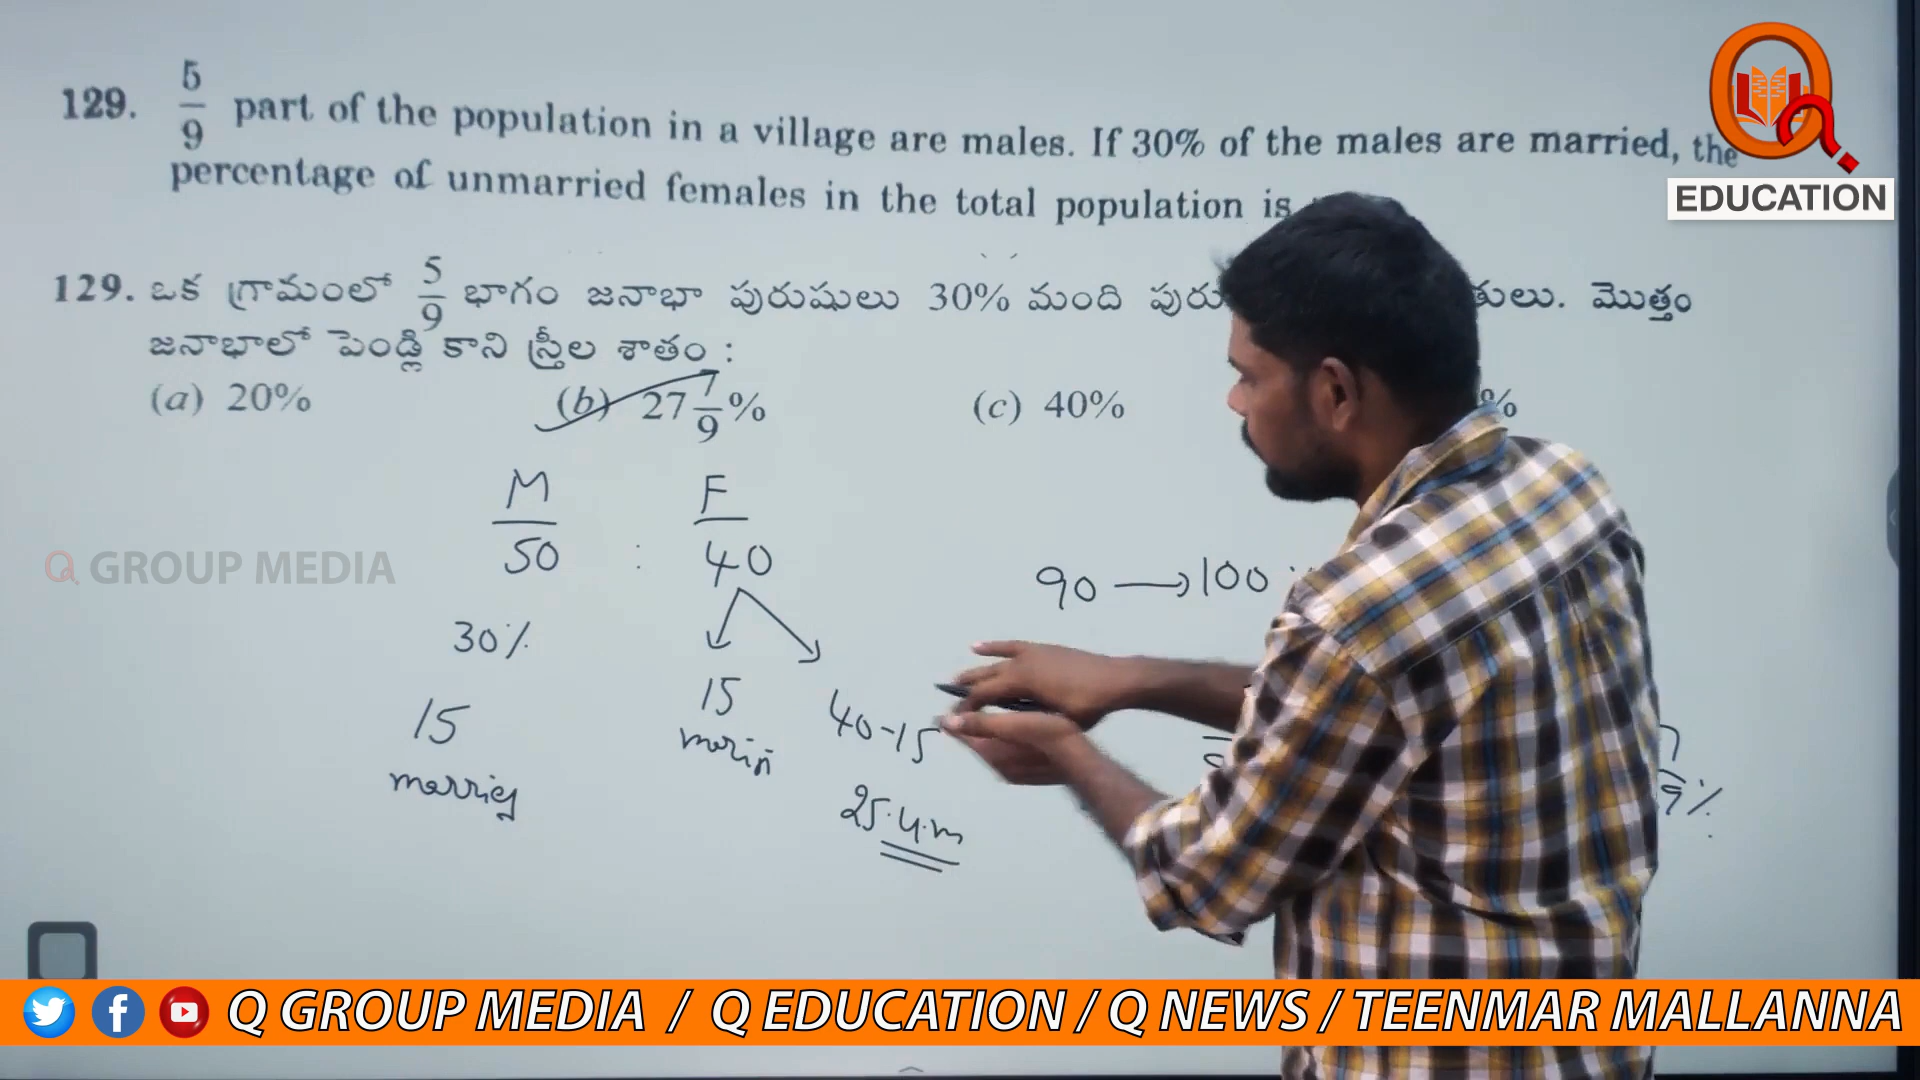 129. 5/9 part of the population in a village are males. If 30% of the males are married, the
percentage of unmarried females in the total population is
129. ఒక గ్రామంలో 5/9 భాగం జనాభా పురుషులు 30% మంది పురు తులు. మొత్తం
జనాభాలో పెండ్లి కాని స్త్రీల శాతం :
(a) 20% (b) 27 7/9 % (c) 40% %
M F
50 : 40
90 → 100
30%
15 15 40-15
married
25.u.m
9%
Q EDUCATION
Q GROUP MEDIA
Q GROUP MEDIA / Q EDUCATION / Q NEWS / TEENMAR MALLANNA